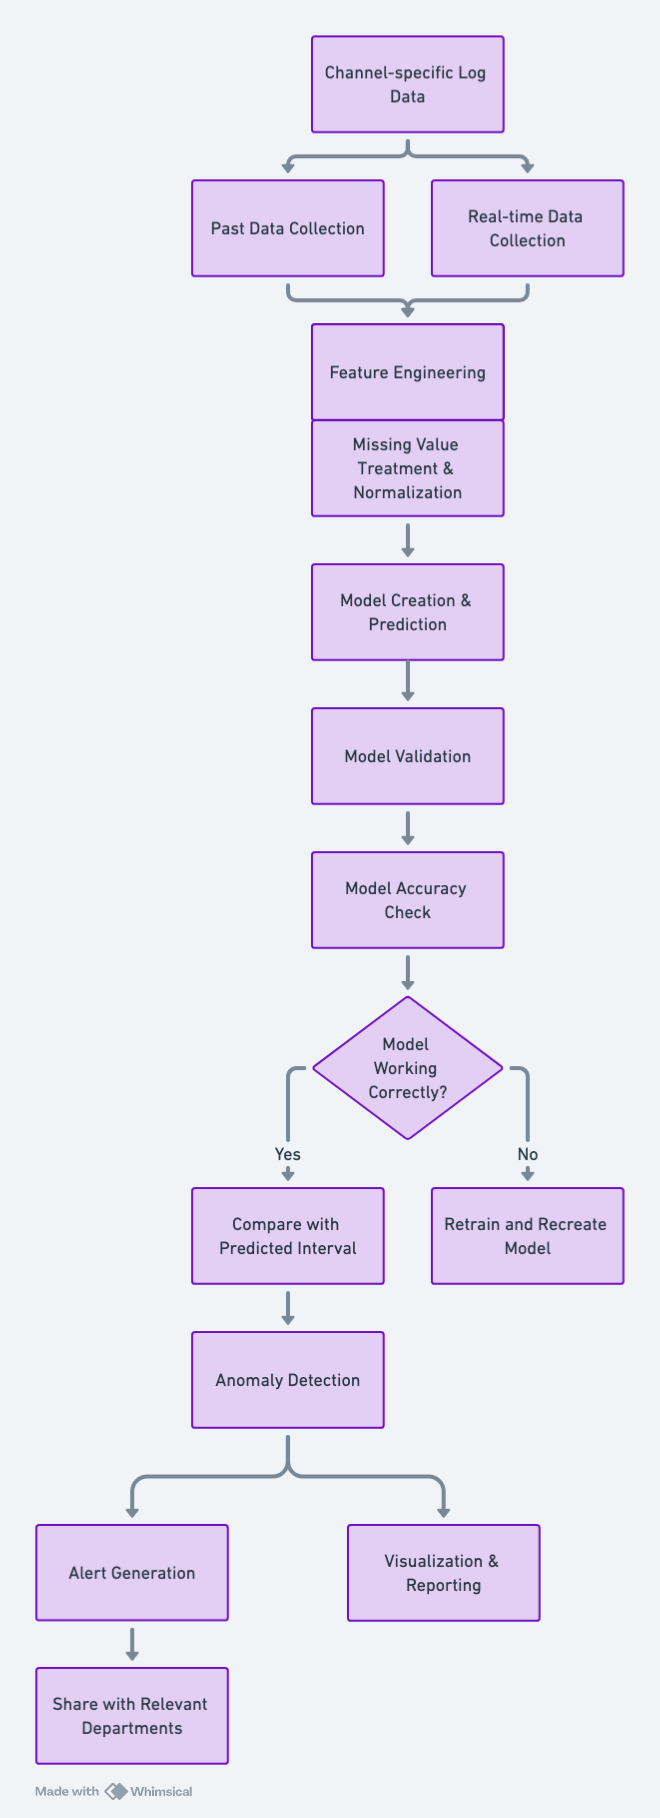 Channel-specific Log
Data
Past Data Collection
Real-time Data
Collection
Feature Engineering
Missing Value
Treatment &
Normalization
Model Creation &
Prediction
Model Validation
Model Accuracy
Check
Model
Working
Correctly?
Yes
No
Compare with
Predicted Interval
Retrain and Recreate
Model
Anomaly Detection
Alert Generation
Visualization &
Reporting
Share with Relevant
Departments
Made with Whimsical